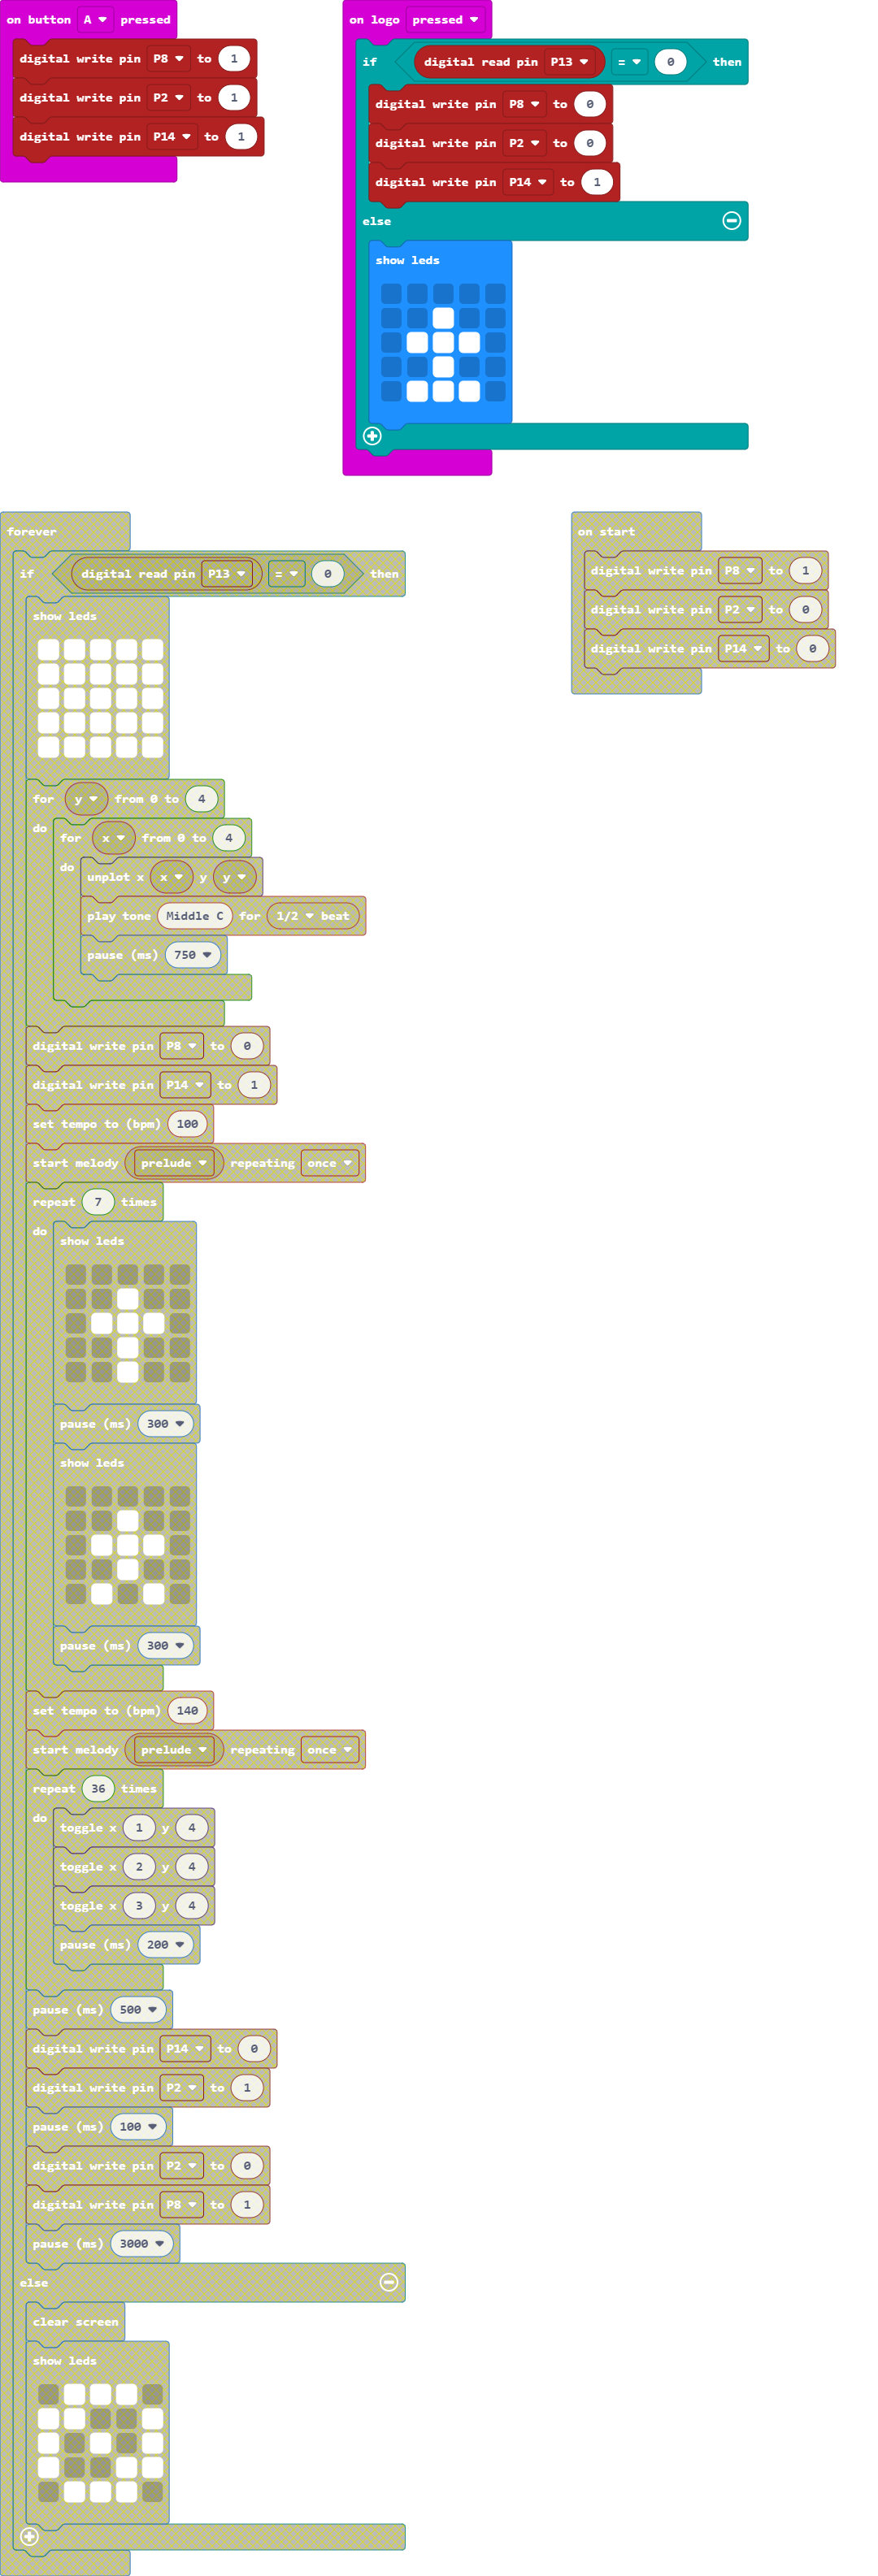 on button A pressed
digital write pin P8 to 1
digital write pin P2 to 1
digital write pin P14 to 1
on logo pressed
if digital read pin P13 = 0 then
digital write pin P8 to 0
digital write pin P2 to 0
digital write pin P14 to 1
else
show leds
forever
if digital read pin P13 = 0 then
show leds
for y from 0 to 4
do
for x from 0 to 4
do
unplot x x y y
play tone Middle C for 1/2 beat
pause (ms) 750
digital write pin P8 to 0
digital write pin P14 to 1
set tempo to (bpm) 100
start melody prelude repeating once
repeat 7 times
do
show leds
pause (ms) 300
show leds
pause (ms) 300
set tempo to (bpm) 140
start melody prelude repeating once
repeat 36 times
do
toggle x 1 y 4
toggle x 2 y 4
toggle x 3 y 4
pause (ms) 200
pause (ms) 500
digital write pin P14 to 0
digital write pin P2 to 1
pause (ms) 100
digital write pin P2 to 0
digital write pin P8 to 1
pause (ms) 3000
else
clear screen
show leds
on start
digital write pin P8 to 1
digital write pin P2 to 0
digital write pin P14 to 0